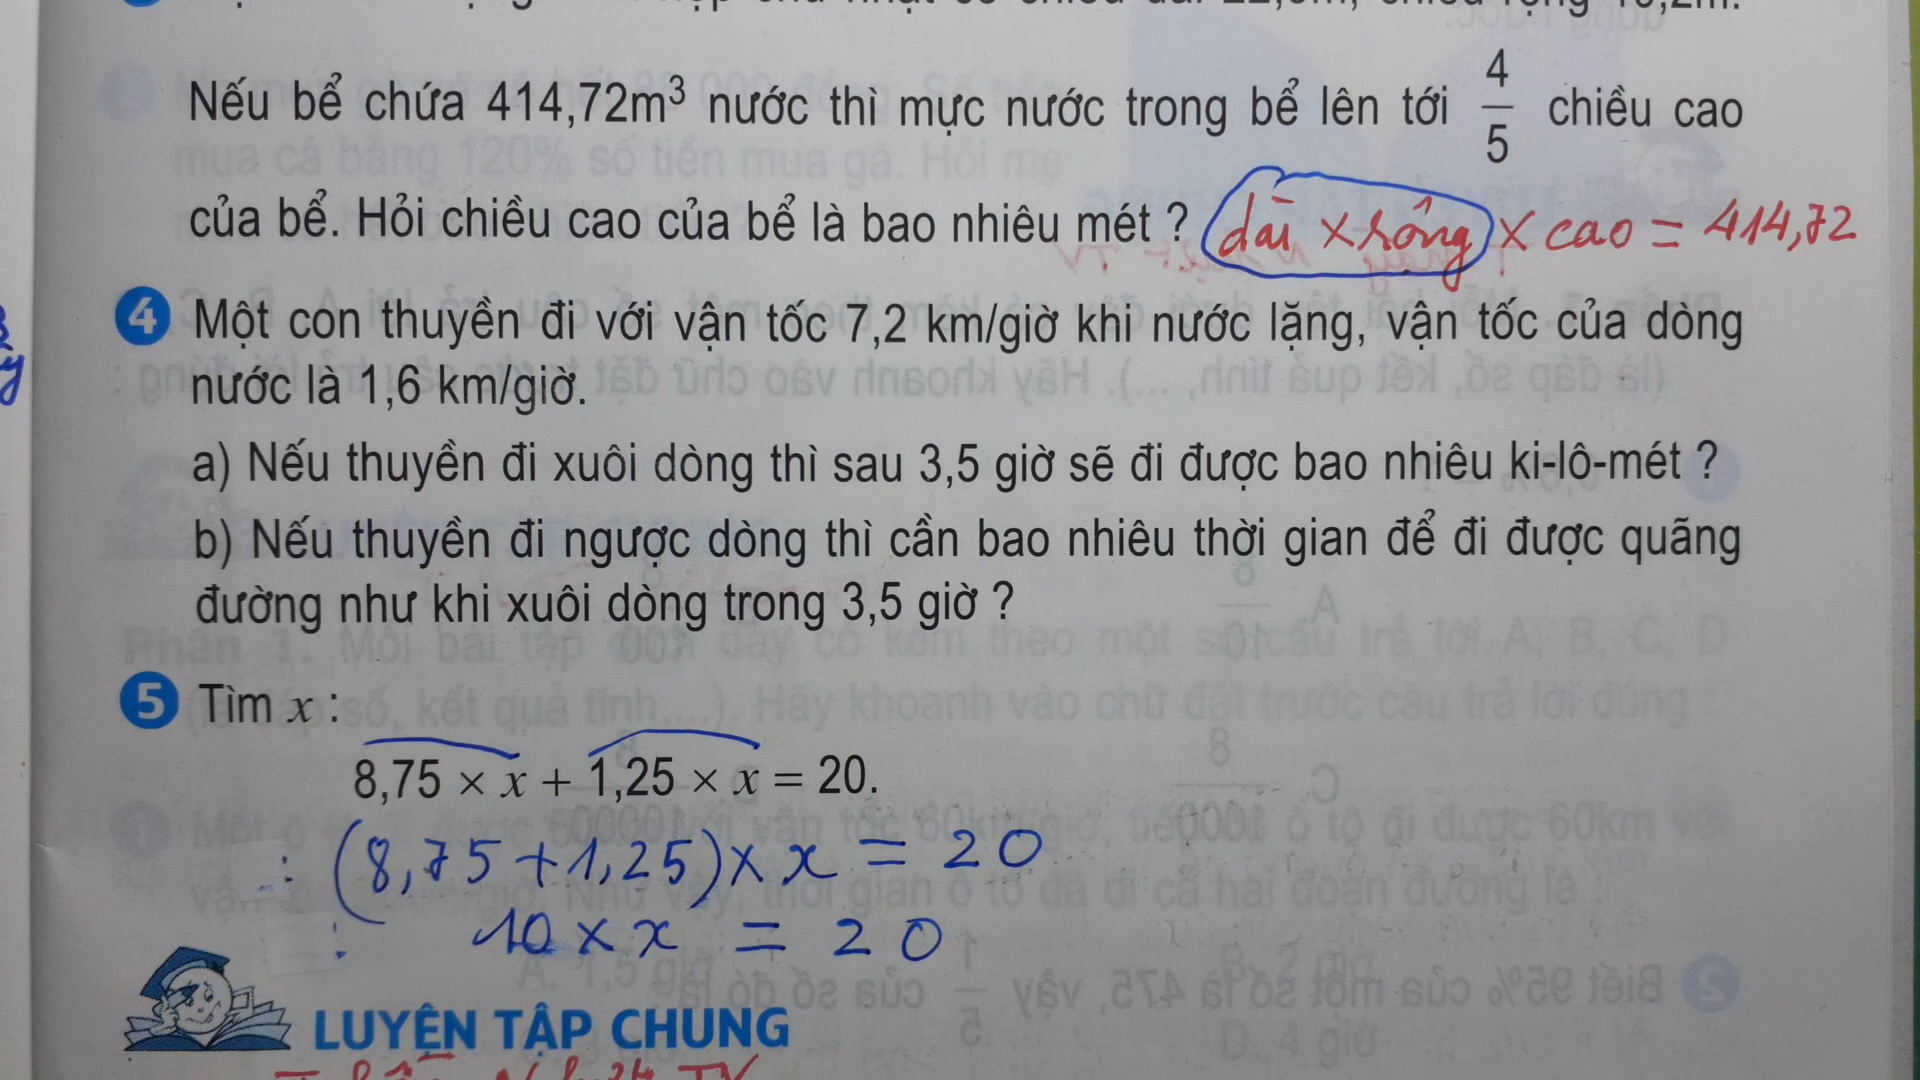 Nếu bể chứa 414,72m³ nước thì mực nước trong bể lên tới 4/5 chiều cao
của bể. Hỏi chiều cao của bể là bao nhiêu mét ? dài x rộng x cao = 414,72
4 Một con thuyền đi với vận tốc 7,2 km/giờ khi nước lặng, vận tốc của dòng
nước là 1,6 km/giờ.
a) Nếu thuyền đi xuôi dòng thì sau 3,5 giờ sẽ đi được bao nhiêu ki-lô-mét ?
b) Nếu thuyền đi ngược dòng thì cần bao nhiêu thời gian để đi được quãng
đường như khi xuôi dòng trong 3,5 giờ ?
5 Tìm x :
8,75 × x + 1,25 × x = 20.
(8,75 + 1,25) x x = 20
10 x x = 20
LUYỆN TẬP CHUNG